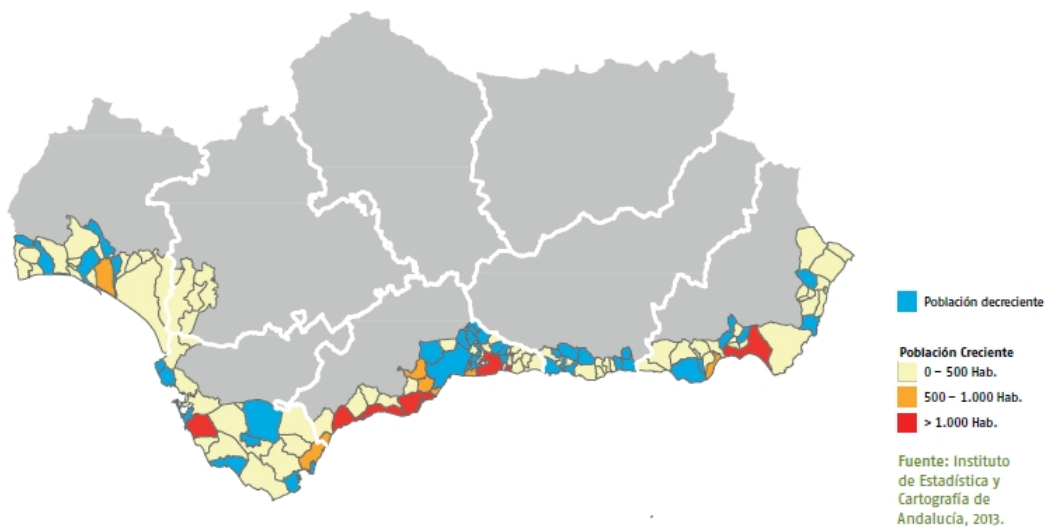 Población decreciente
Población Creciente
0 – 500 Hab.
500 – 1.000 Hab.
> 1.000 Hab.
Fuente: Instituto
de Estadística y
Cartografía de
Andalucía, 2013.